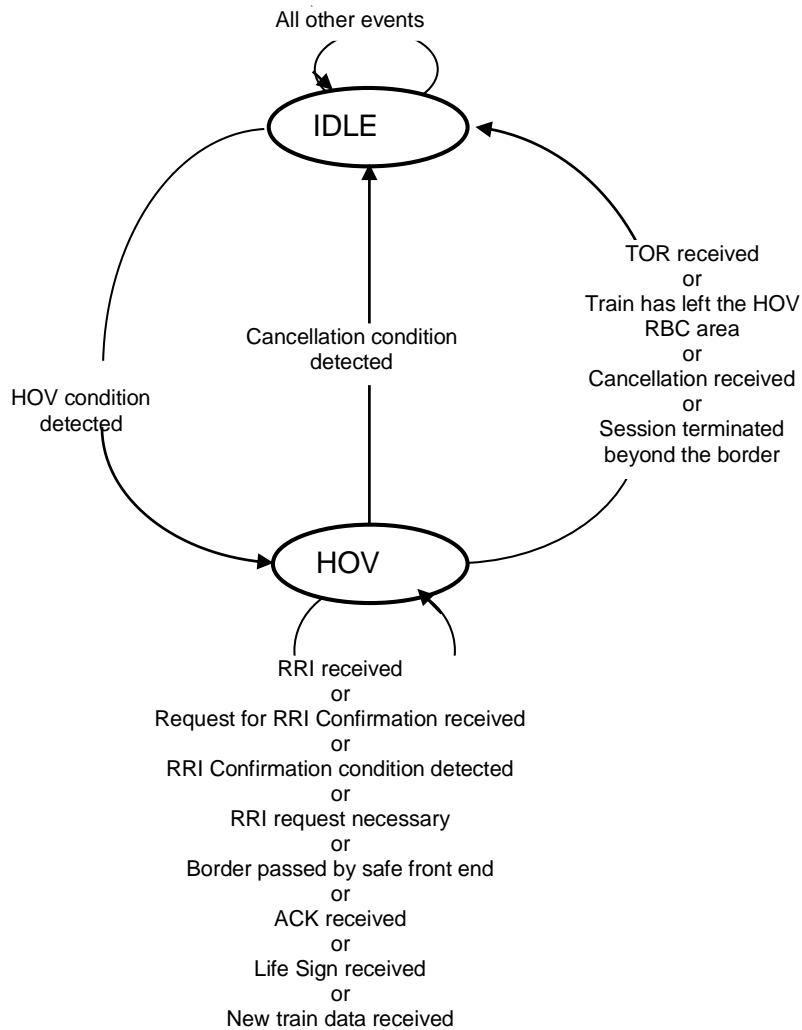 All other events
IDLE
TOR received
or
Train has left the HOV
RBC area
or
Cancellation received
or
Session terminated
beyond the border
Cancellation condition
detected
HOV condition
detected
HOV
RRI received
or
Request for RRI Confirmation received
or
RRI Confirmation condition detected
or
RRI request necessary
or
Border passed by safe front end
or
ACK received
or
Life Sign received
or
New train data received